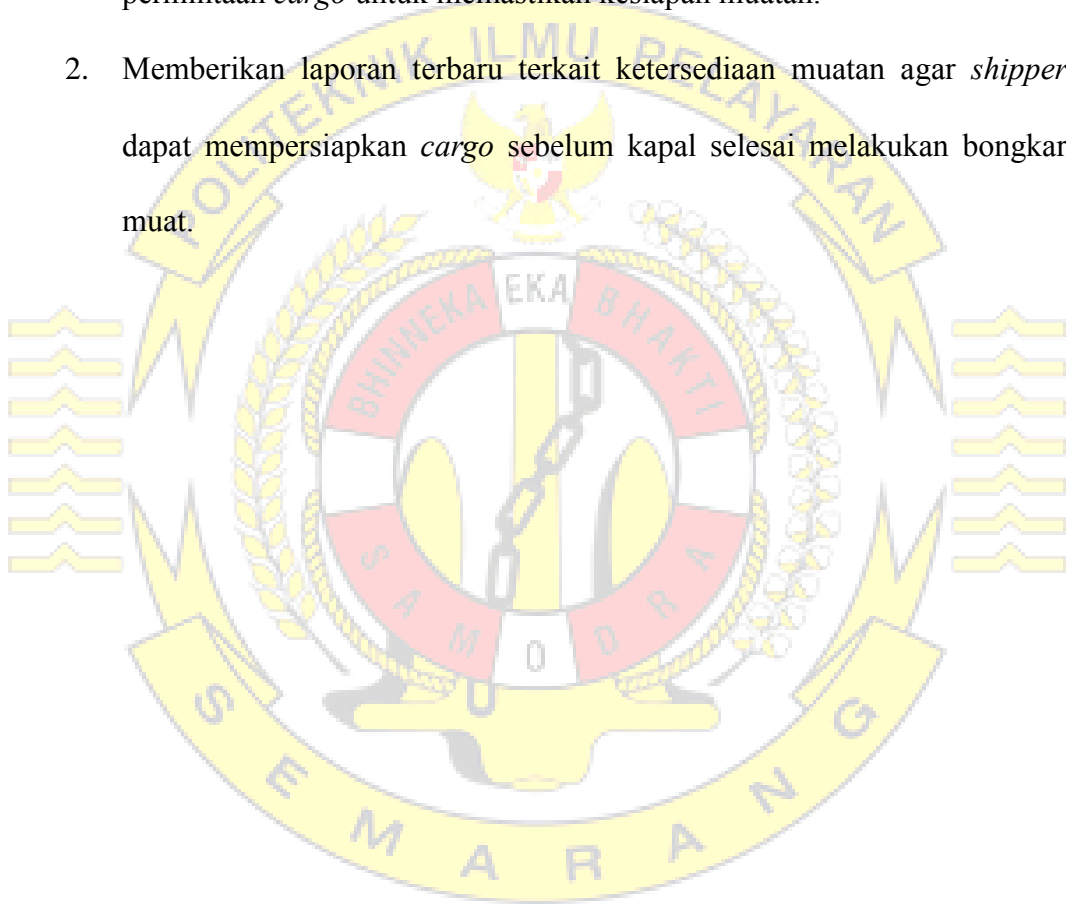 permintaan cargo untuk memastikan kesiapan muatan.
2. Memberikan laporan terbaru terkait ketersediaan muatan agar shipper
dapat mempersiapkan cargo sebelum kapal selesai melakukan bongkar
muat.
POLITEKNIK ILMU PELAYARAN
BHINNEKA EKA BHAKTI
SAMODRA
SEMARANG